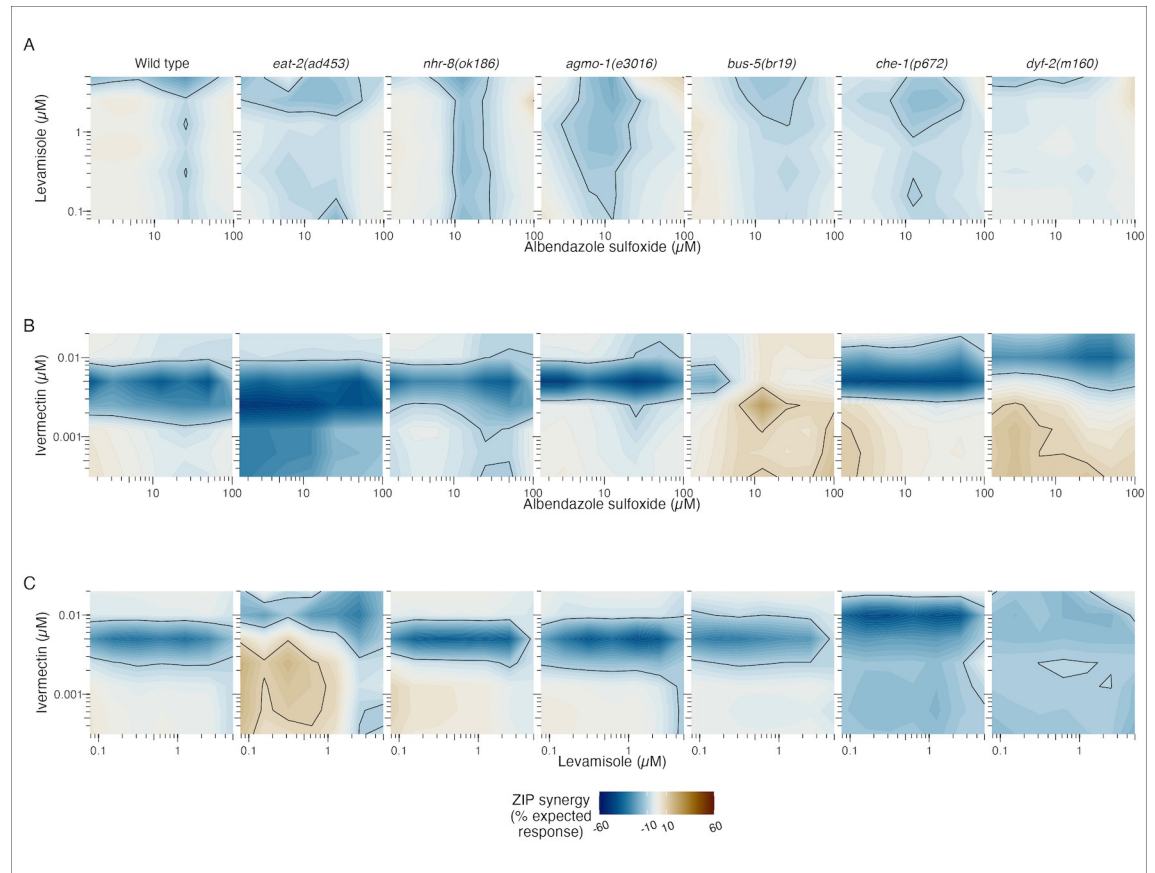 A
Wild type eat-2(ad453) nhr-8(ok186) agmo-1(e3016) bus-5(br19) che-1(p672) dyf-2(m160)
Levamisole (µM)
1
0.1
10 100 10 100 10 100 10 100 10 100 10 100 10 100
Albendazole sulfoxide (µM)
B
Ivermectin (µM)
0.01
0.001
10 100 10 100 10 100 10 100 10 100 10 100 10 100
Albendazole sulfoxide (µM)
C
Ivermectin (µM)
0.01
0.001
0.1 1 0.1 1 0.1 1 0.1 1 0.1 1 0.1 1 0.1 1
Levamisole (µM)
ZIP synergy
(% expected
response)
-60 -10 10 60